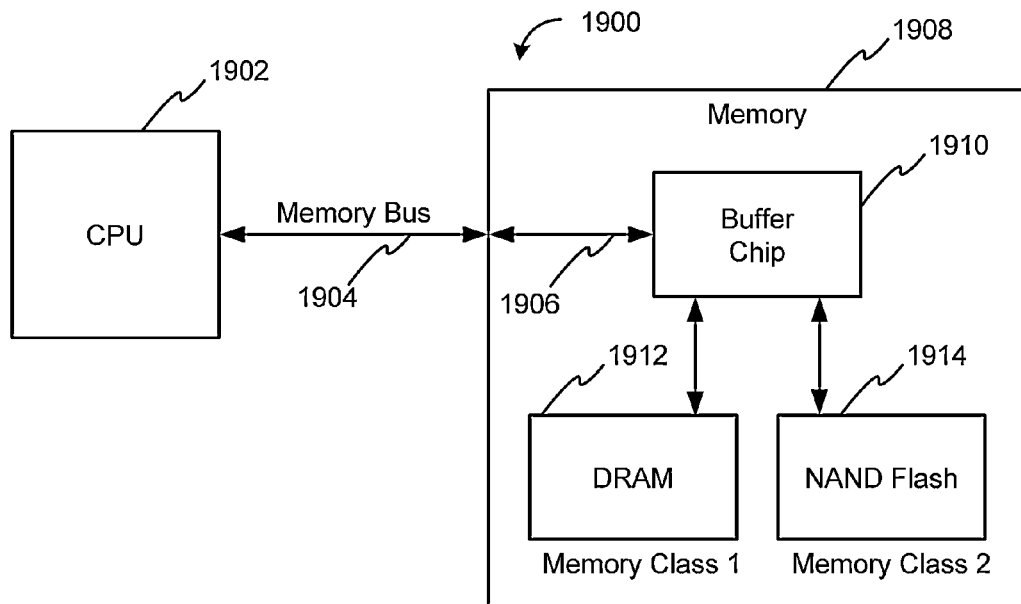 1900
1908
1902
Memory
1910
CPU
Memory Bus
Buffer
Chip
1904
1906
1912
1914
DRAM
NAND Flash
Memory Class 1
Memory Class 2